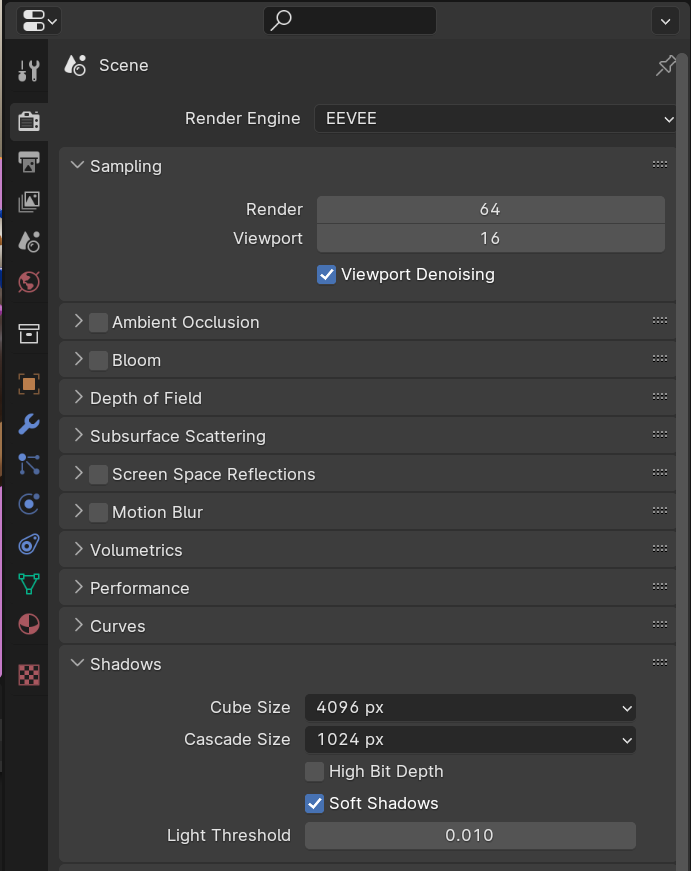 Scene
Render Engine EEVEE
Sampling
Render 64
Viewport 16
Viewport Denoising
Ambient Occlusion
Bloom
Depth of Field
Subsurface Scattering
Screen Space Reflections
Motion Blur
Volumetrics
Performance
Curves
Shadows
Cube Size 4096 px
Cascade Size 1024 px
High Bit Depth
Soft Shadows
Light Threshold 0.010